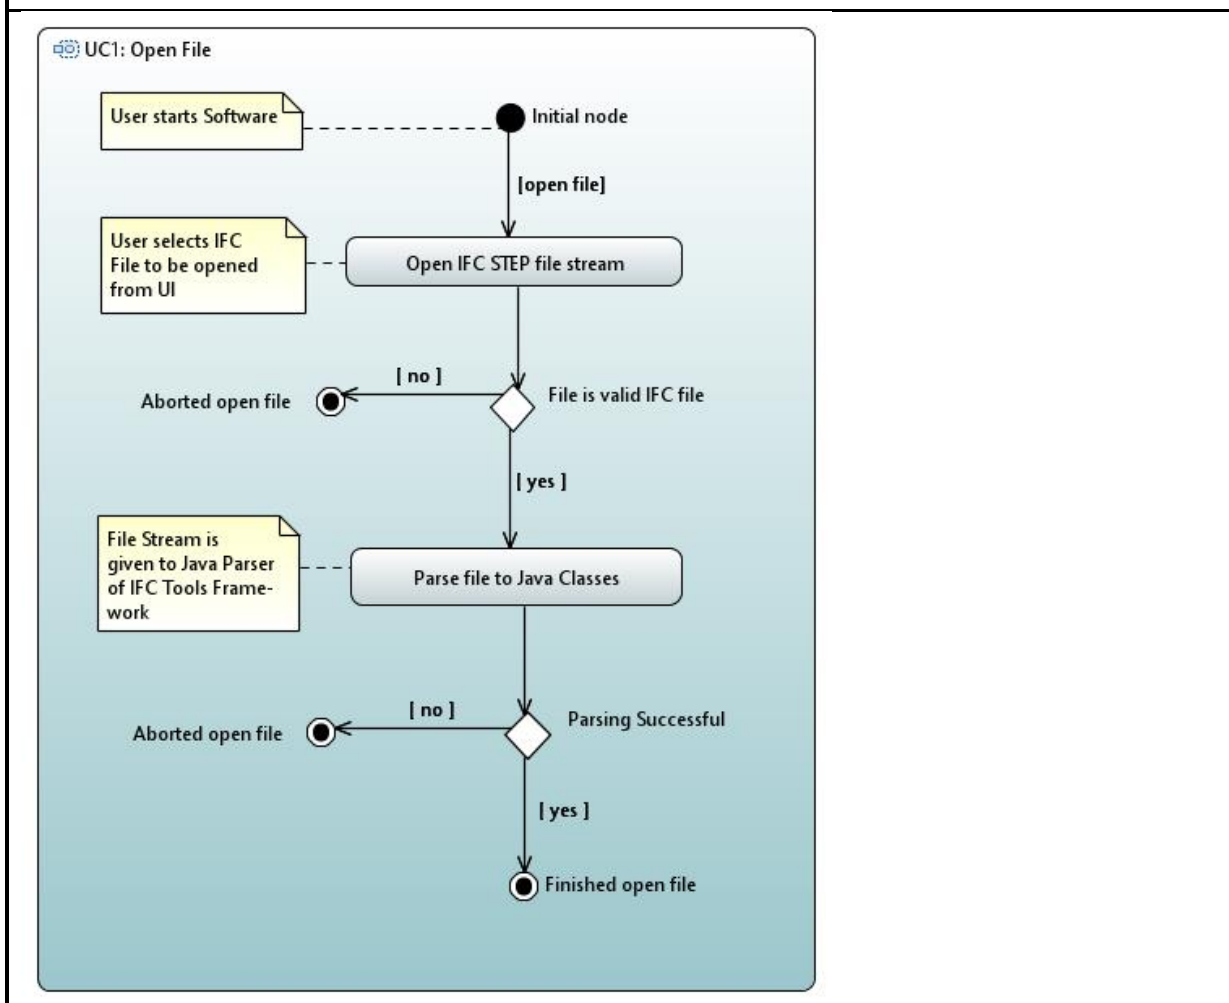 UC1: Open File
User starts Software
Initial node
[open file]
User selects IFC
File to be opened
from UI
Open IFC STEP file stream
[ no ]
Aborted open file
File is valid IFC file
[ yes ]
File Stream is
given to Java Parser
of IFC Tools Frame-
work
Parse file to Java Classes
[ no ]
Parsing Successful
Aborted open file
[ yes ]
Finished open file